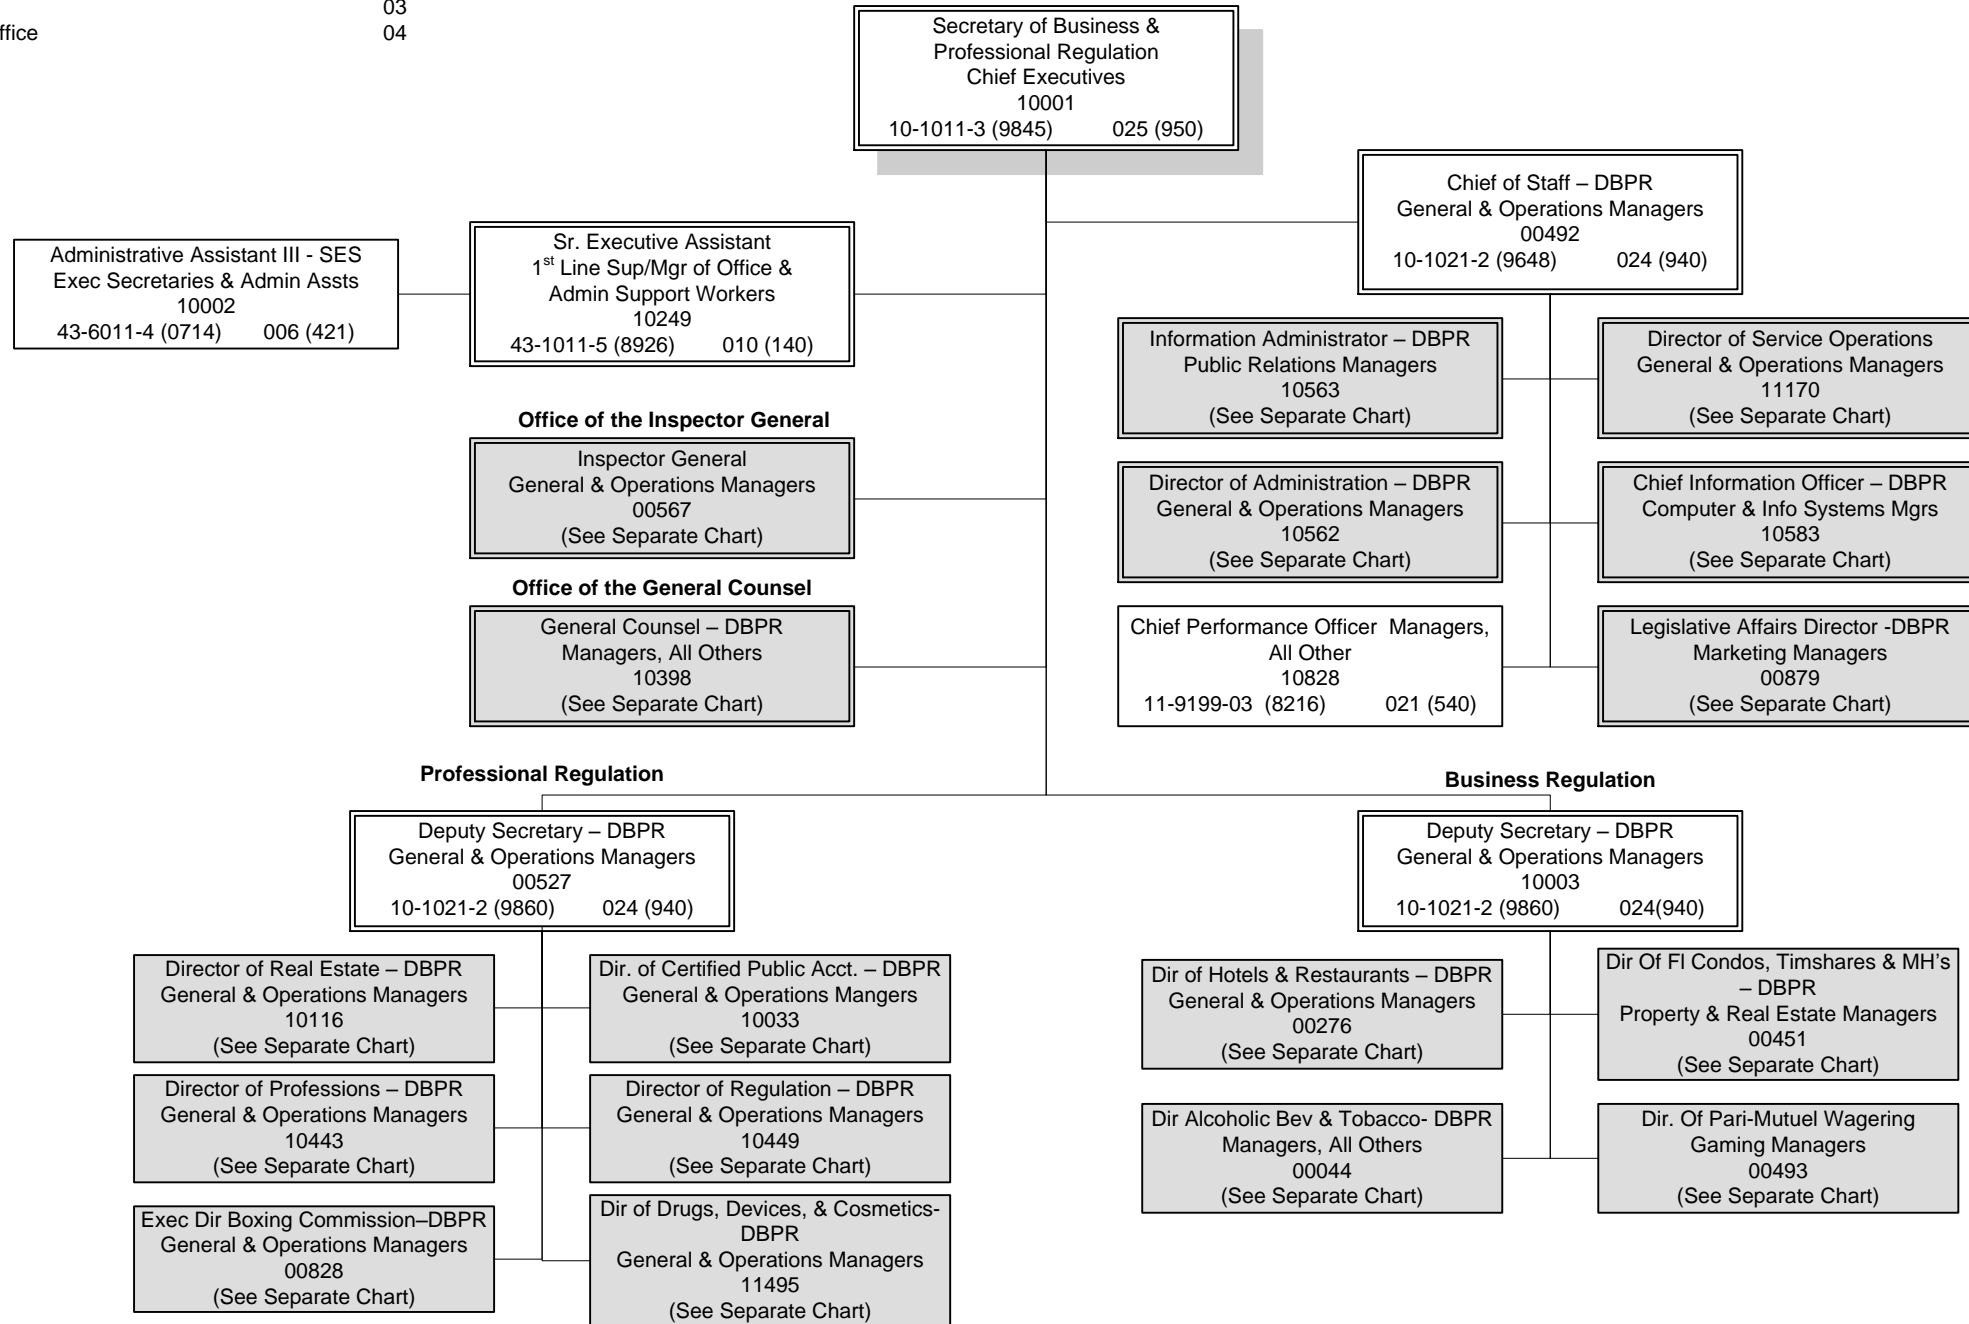 03
ffice 04
Secretary of Business &
Professional Regulation
Chief Executives
10001
10-1011-3 (9845) 025 (950)
Chief of Staff – DBPR
General & Operations Managers
00492
10-1021-2 (9648) 024 (940)
Administrative Assistant III - SES
Exec Secretaries & Admin Assts
10002
43-6011-4 (0714) 006 (421)
Sr. Executive Assistant
1st Line Sup/Mgr of Office &
Admin Support Workers
10249
43-1011-5 (8926) 010 (140)
Information Administrator – DBPR
Public Relations Managers
10563
(See Separate Chart)
Director of Service Operations
General & Operations Managers
11170
(See Separate Chart)
Office of the Inspector General
Inspector General
General & Operations Managers
00567
(See Separate Chart)
Director of Administration – DBPR
General & Operations Managers
10562
(See Separate Chart)
Chief Information Officer – DBPR
Computer & Info Systems Mgrs
10583
(See Separate Chart)
Office of the General Counsel
General Counsel – DBPR
Managers, All Others
10398
(See Separate Chart)
Chief Performance Officer Managers,
All Other
10828
11-9199-03 (8216) 021 (540)
Legislative Affairs Director -DBPR
Marketing Managers
00879
(See Separate Chart)
Professional Regulation
Deputy Secretary – DBPR
General & Operations Managers
00527
10-1021-2 (9860) 024 (940)
Business Regulation
Deputy Secretary – DBPR
General & Operations Managers
10003
10-1021-2 (9860) 024(940)
Director of Real Estate – DBPR
General & Operations Managers
10116
(See Separate Chart)
Dir. of Certified Public Acct. – DBPR
General & Operations Mangers
10033
(See Separate Chart)
Dir of Hotels & Restaurants – DBPR
General & Operations Managers
00276
(See Separate Chart)
Dir Of Fl Condos, Timshares & MH's
– DBPR
Property & Real Estate Managers
00451
(See Separate Chart)
Director of Professions – DBPR
General & Operations Managers
10443
(See Separate Chart)
Director of Regulation – DBPR
General & Operations Managers
10449
(See Separate Chart)
Dir Alcoholic Bev & Tobacco- DBPR
Managers, All Others
00044
(See Separate Chart)
Dir. Of Pari-Mutuel Wagering
Gaming Managers
00493
(See Separate Chart)
Exec Dir Boxing Commission–DBPR
General & Operations Managers
00828
(See Separate Chart)
Dir of Drugs, Devices, & Cosmetics-
DBPR
General & Operations Managers
11495
(See Separate Chart)